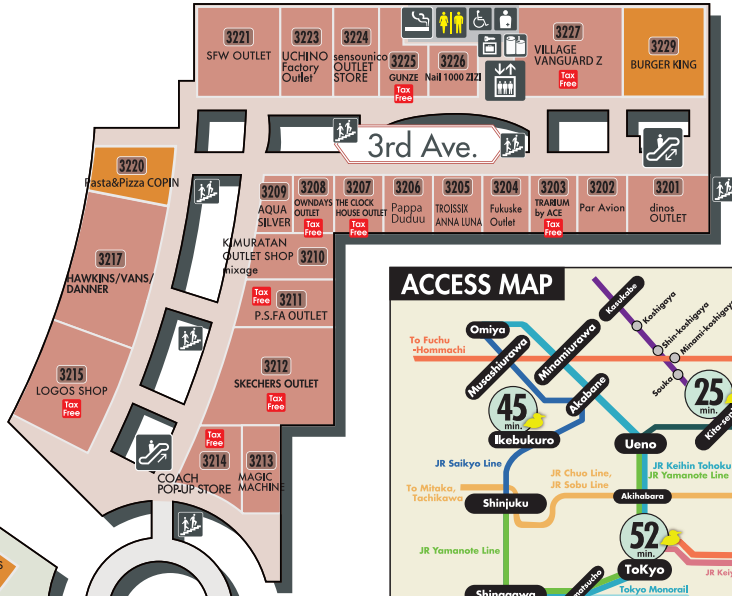 3221
SFW OUTLET
3223
UCHINO
Factory
Outlet
3224
sensounico
OUTLET
STORE
3225
GUNZE
Tax
Free
3226
Nail 1000 ZIZI
3227
VILLAGE
VANGUARD Z
Tax
Free
3229
BURGER KING
3rd Ave.
3220
Pasta&Pizza COPIN
3209
AQUA
SILVER
3208
OWNDAYS
OUTLET
Tax
Free
3207
THE CLOCK
HOUSE OUTLET
Tax
Free
3206
Pappa
Duduu
3205
TROISSIX
ANNA LUNA
3204
Fukuske
Outlet
3203
TRARIUM
by ACE
Tax
Free
3202
Par Avion
3201
dinos
OUTLET
KIMURATAN
OUTLET SHOP
mixage
3210
3217
HAWKINS/VANS/
DANNER
Tax
Free
3211
P.S.FA OUTLET
3212
SKECHERS OUTLET
Tax
Free
3215
LOGOS SHOP
Tax
Free
Tax
Free
3214
COACH
POP-UP STORE
3213
MAGIC
MACHINE
ACCESS MAP
Kasukabe
Koshigaya
Shin-koshigaya
Minami-koshigay
Souka
Omiya
To Fuchu
-Hommachi
Musashiurawa
Minamiurawa
Akabane
45
min.
Ikebukuro
25
min.
Kita-sen
Ueno
JR Saikyo Line
JR Keihin Tohoku
JR Yamanote Line
JR Chuo Line,
JR Sobu Line
To Mitaka,
Tachikawa
Shinjuku
Akihabara
52
min.
ToKyo
JR Yamanote Line
JR Keiy
Shinagawa
matsucho
Tokyo Monorail
S